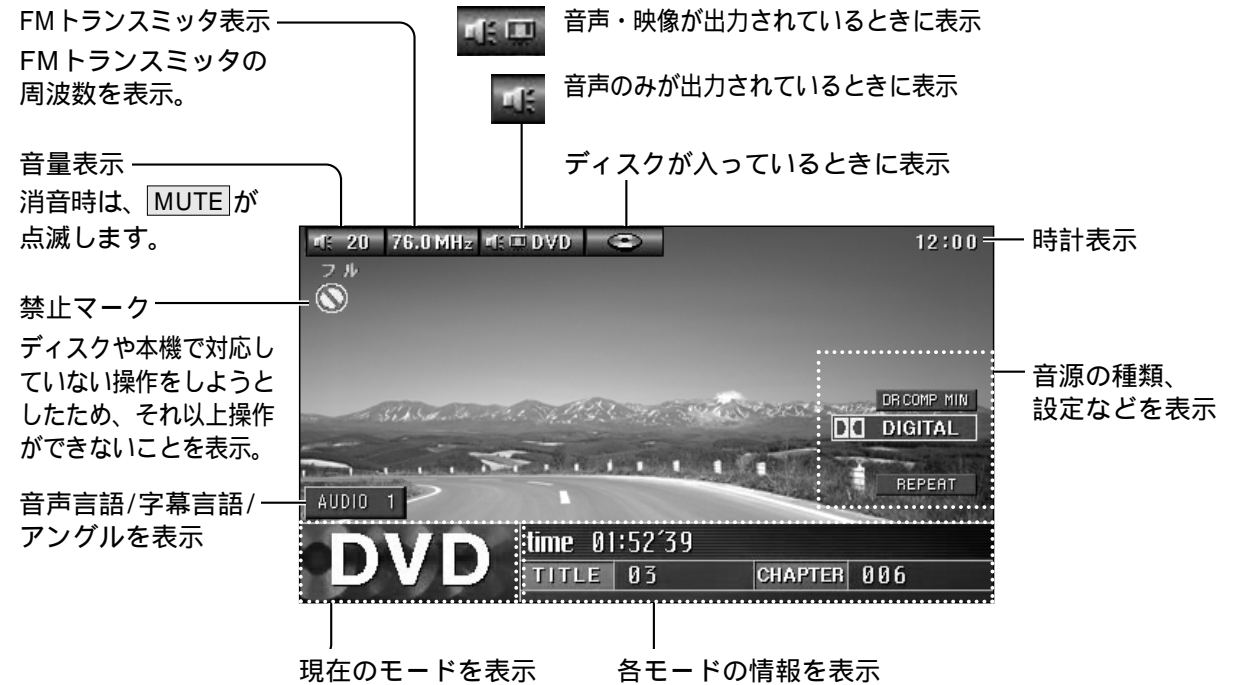 FMトランスミッタ表示
FMトランスミッタの
周波数を表示。
音声・映像が出力されているときに表示
音声のみが出力されているときに表示
音量表示
消音時は、MUTEが
点滅します。
ディスクが入っているときに表示
20 76.0MHz DVD 12:00
時計表示
フル
禁止マーク
ディスクや本機で対応し
ていない操作をしようと
したため、それ以上操作
ができないことを表示。
音源の種類、
設定などを表示
DR COMP MIN
DIGITAL
REPEAT
音声言語/字幕言語/
アングルを表示
AUDIO 1
DVD
time 01:52'39
TITLE 03 CHAPTER 006
現在のモードを表示
各モードの情報を表示